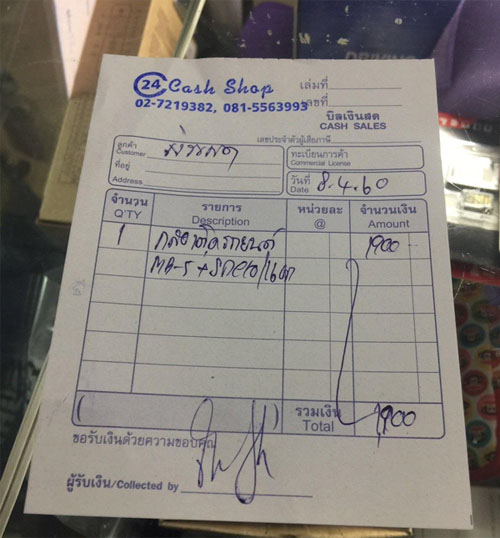 24 Cash Shop
02-7219382, 081-5563993
เล่มที่
เลขที่
บิลเงินสด
CASH SALES
เลขประจำตัวผู้เสียภาษี
ลูกค้า
Customer
ที่อยู่
Address
ทะเบียนการค้า
Commercial License
วันที่ 8.4.60
Date
จำนวน รายการ หน่วยละ จำนวนเงิน
Q'TY Description @ Amount
1 กล้องติดรถยนต์ 1900
MB-5 +
( ) รวมเงิน 1,900
Total
ขอรับเงินด้วยความขอบคุณ
ผู้รับเงิน/Collected by
DRIVING